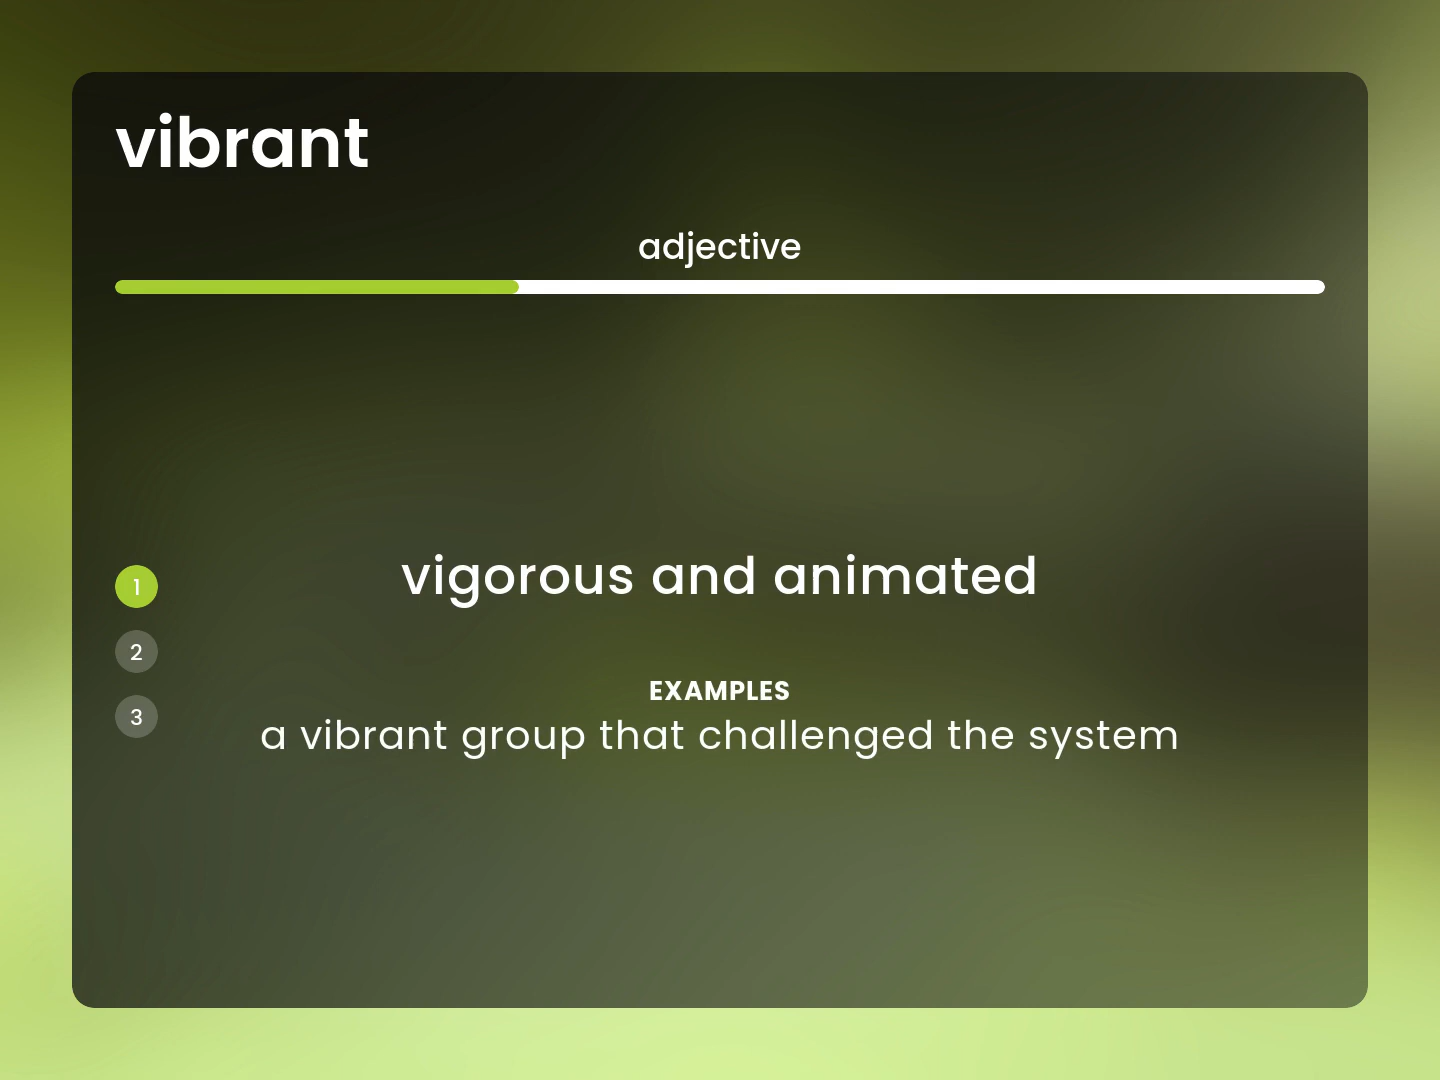 vibrant
adjective
vigorous and animated
1
2
3
EXAMPLES
a vibrant group that challenged the system